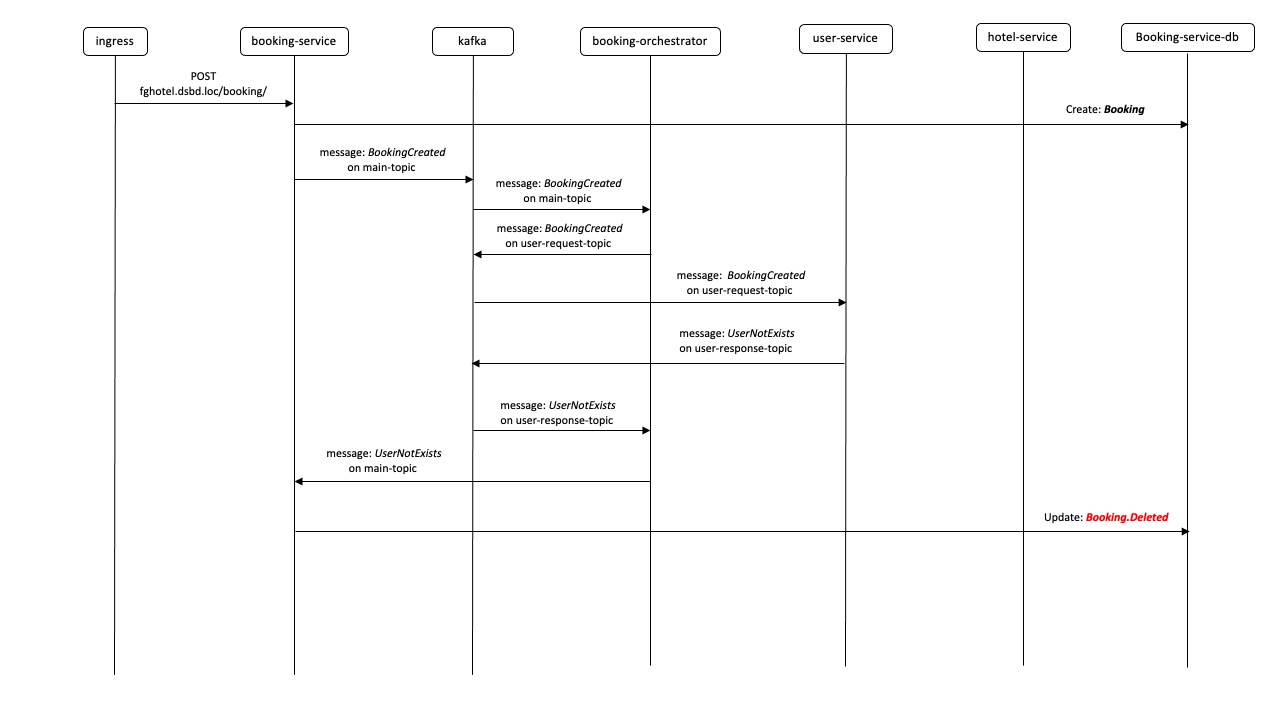 ingress
booking-service
kafka
booking-orchestrator
user-service
hotel-service
Booking-service-db
POST
fghotel.dsbd.loc/booking/
Create: Booking
message: BookingCreated
on main-topic
message: BookingCreated
on main-topic
message: BookingCreated
on user-request-topic
message: BookingCreated
on user-request-topic
message: UserNotExists
on user-response-topic
message: UserNotExists
on user-response-topic
message: UserNotExists
on main-topic
Update: Booking.Deleted